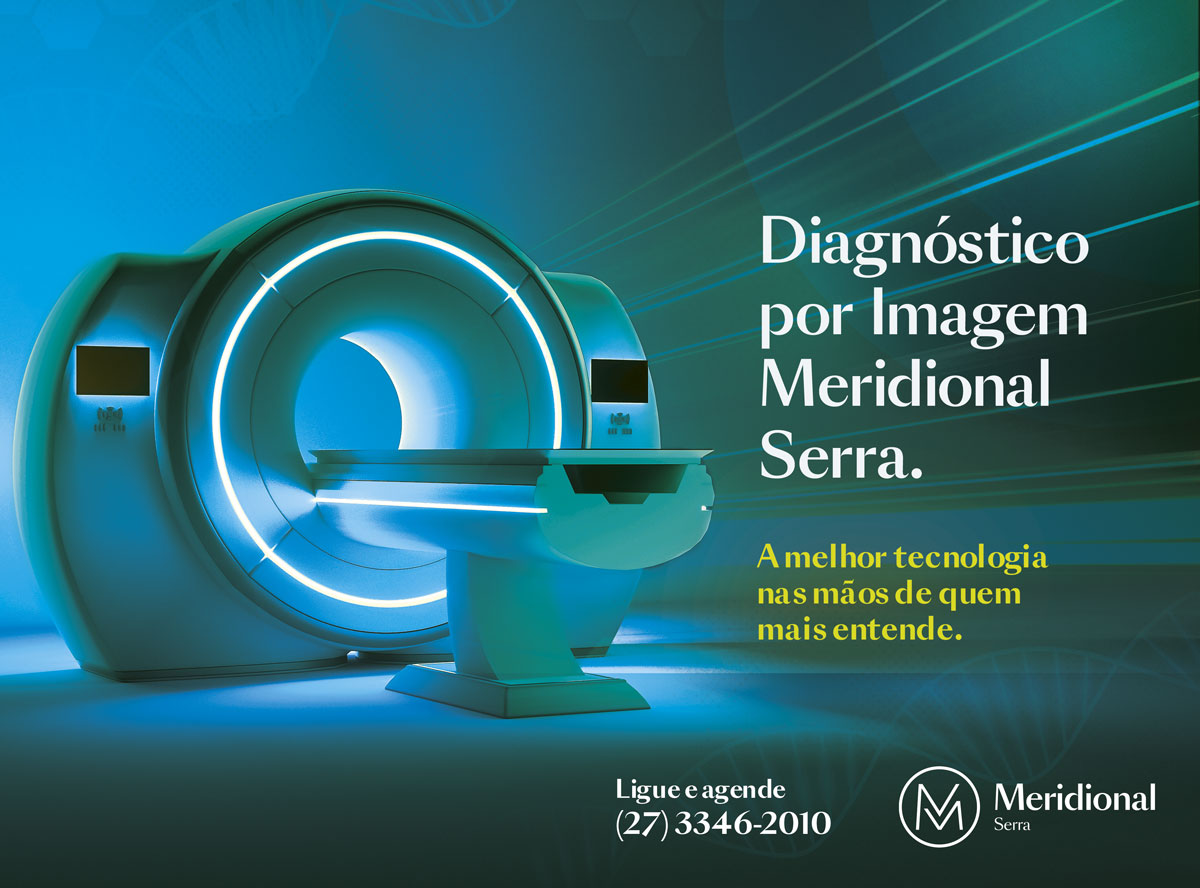 Diagnóstico
por Imagem
Meridional
Serra.
A melhor tecnologia
nas mãos de quem
mais entende.
Ligue e agende
(27) 3346-2010
Meridional
Serra